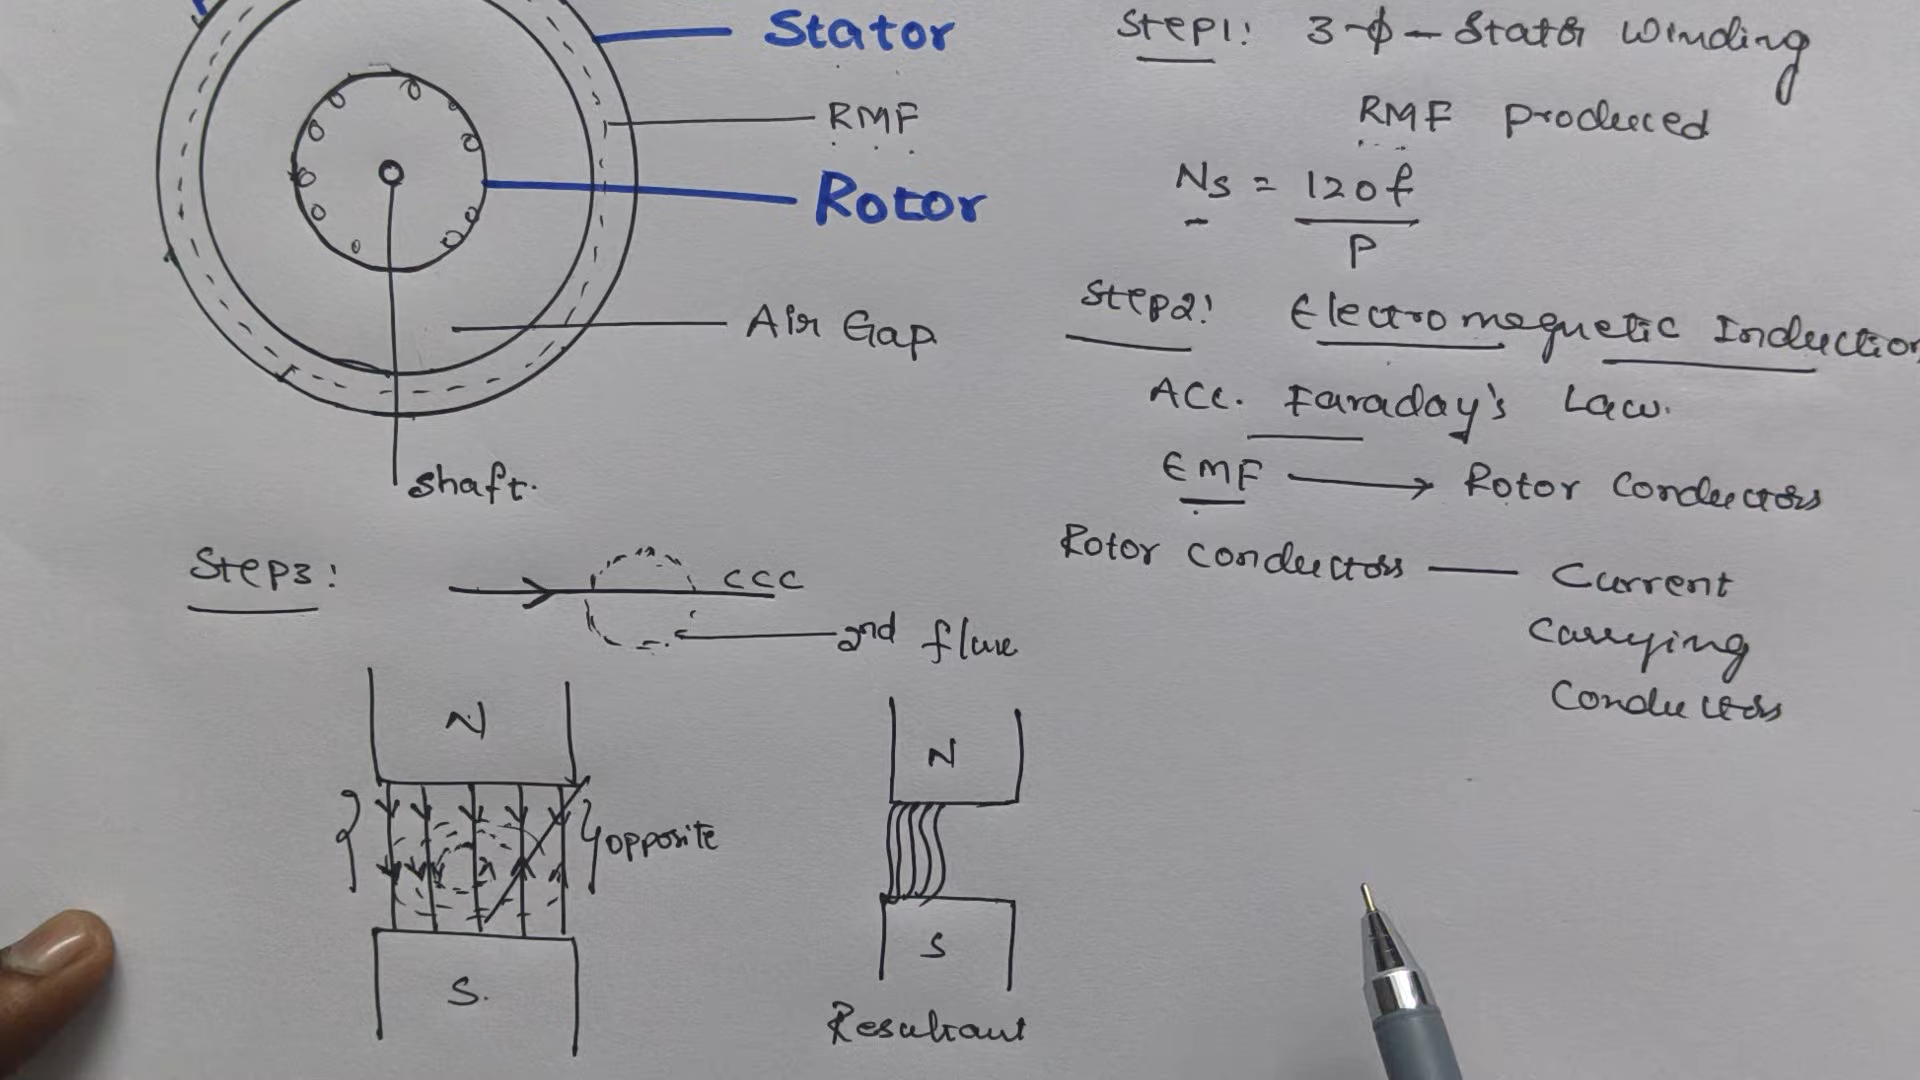 Stator
RMF
Rotor
Air Gap
Shaft.
Step1: 3-ϕ - Stator Winding
RMF produced
Ns = 120f
P
Step2: Electromegnetic Induction
Acc. Faraday's Law.
EMF → Rotor Conductors
Rotor Conductors — Current
Carrying
Conductors
Step3:
CCC
2nd flux
N
opposite
S.
N
S
Resultant